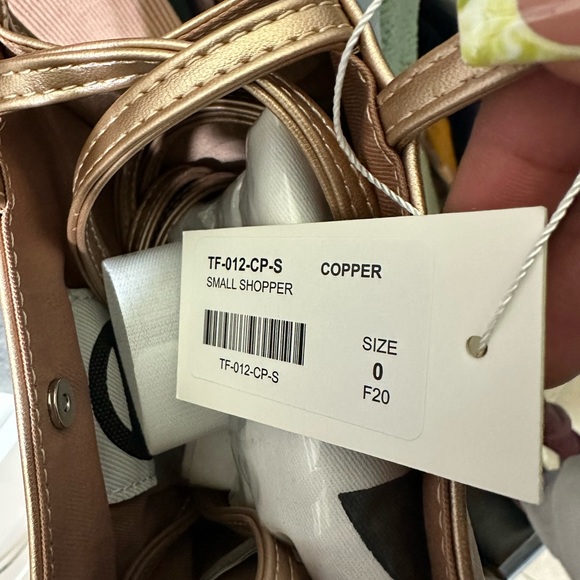 TF-012-CP-S COPPER
SMALL SHOPPER
TF-012-CP-S
SIZE
0
F20